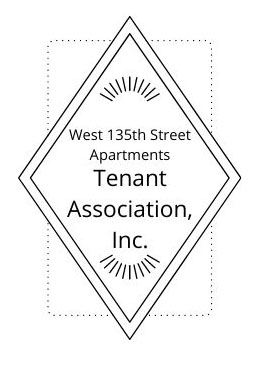 West 135th Street
Apartments
Tenant
Association,
Inc.